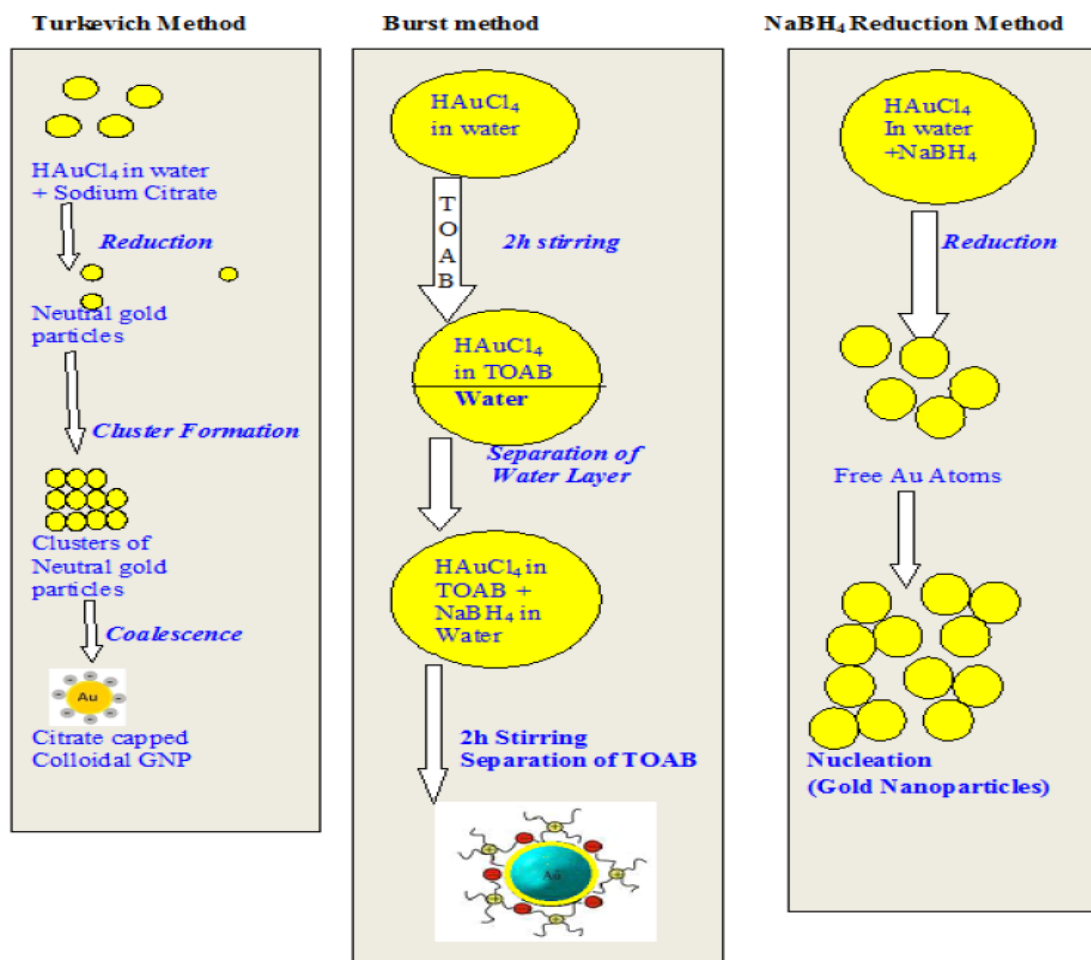 Turkevich Method
HAuCl₄ in water
+ Sodium Citrate
Reduction
Neutral gold
particles
Cluster Formation
Clusters of
Neutral gold
particles
Coalescence
Au
Citrate capped
Colloidal GNP
Burst method
HAuCl₄
in water
TOAB
2h stirring
HAuCl₄
in TOAB
Water
Separation of
Water Layer
HAuCl₄ in
TOAB +
NaBH₄ in
Water
2h Stirring
Separation of TOAB
Au
NaBH₄ Reduction Method
HAuCl₄
In water
+NaBH₄
Reduction
Free Au Atoms
Nucleation
(Gold Nanoparticles)